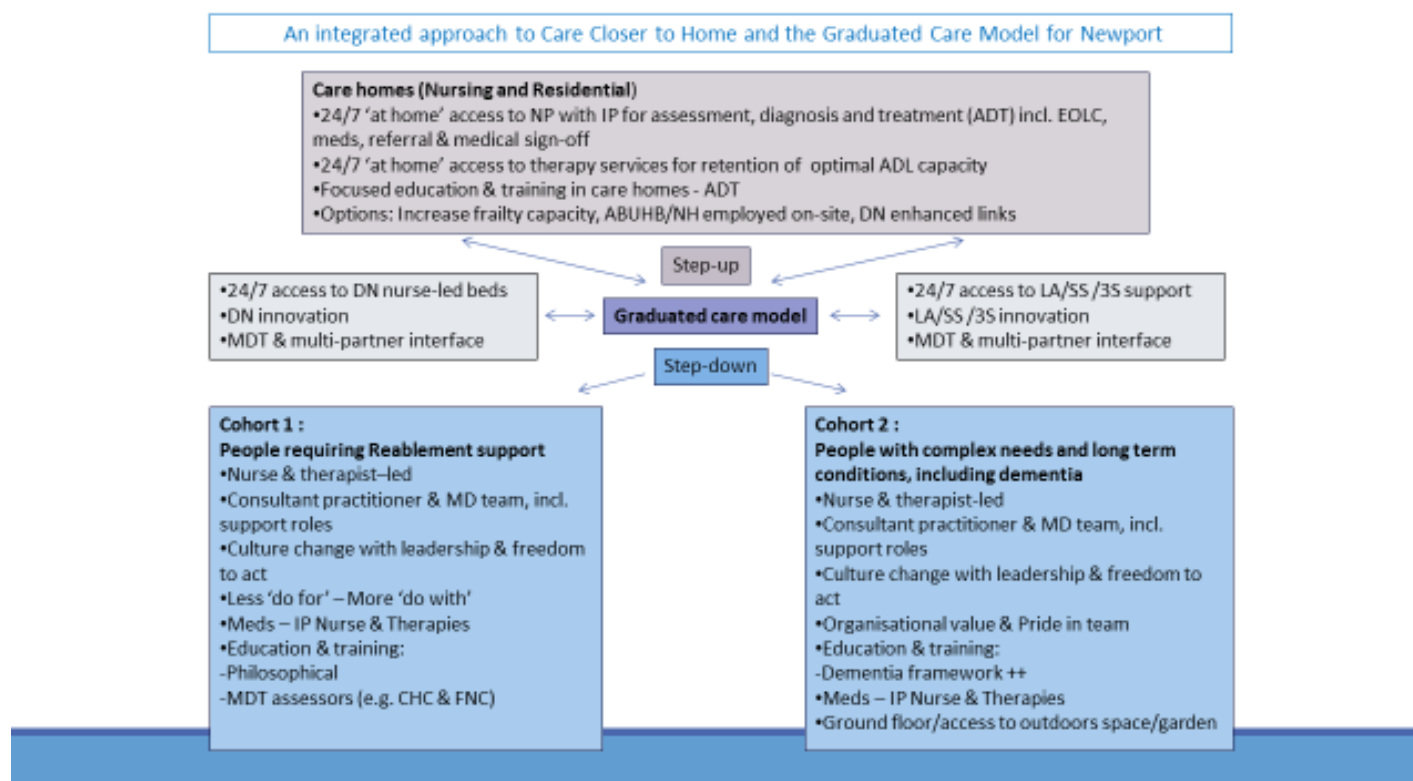 An integrated approach to Care Closer to Home and the Graduated Care Model for Newport
Care homes (Nursing and Residential)
•24/7 ‘at home’ access to NP with IP for assessment, diagnosis and treatment (ADT) incl. EOLC,
meds, referral & medical sign-off
•24/7 ‘at home’ access to therapy services for retention of optimal ADL capacity
•Focused education & training in care homes - ADT
•Options: Increase frailty capacity, ABUHB/NH employed on-site, DN enhanced links
Step-up
•24/7 access to DN nurse-led beds
•DN innovation
•MDT & multi-partner interface
Graduated care model
•24/7 access to LA/SS /3S support
•LA/SS /3S innovation
•MDT & multi-partner interface
Step-down
Cohort 1 :
People requiring Reablement support
•Nurse & therapist–led
•Consultant practitioner & MD team, incl.
support roles
•Culture change with leadership & freedom
to act
•Less ‘do for’ – More ‘do with’
•Meds – IP Nurse & Therapies
•Education & training:
-Philosophical
-MDT assessors (e.g. CHC & FNC)
Cohort 2 :
People with complex needs and long term
conditions, including dementia
•Nurse & therapist-led
•Consultant practitioner & MD team, incl.
support roles
•Culture change with leadership & freedom to
act
•Organisational value & Pride in team
•Education & training:
-Dementia framework ++
•Meds – IP Nurse & Therapies
•Ground floor/access to outdoors space/garden